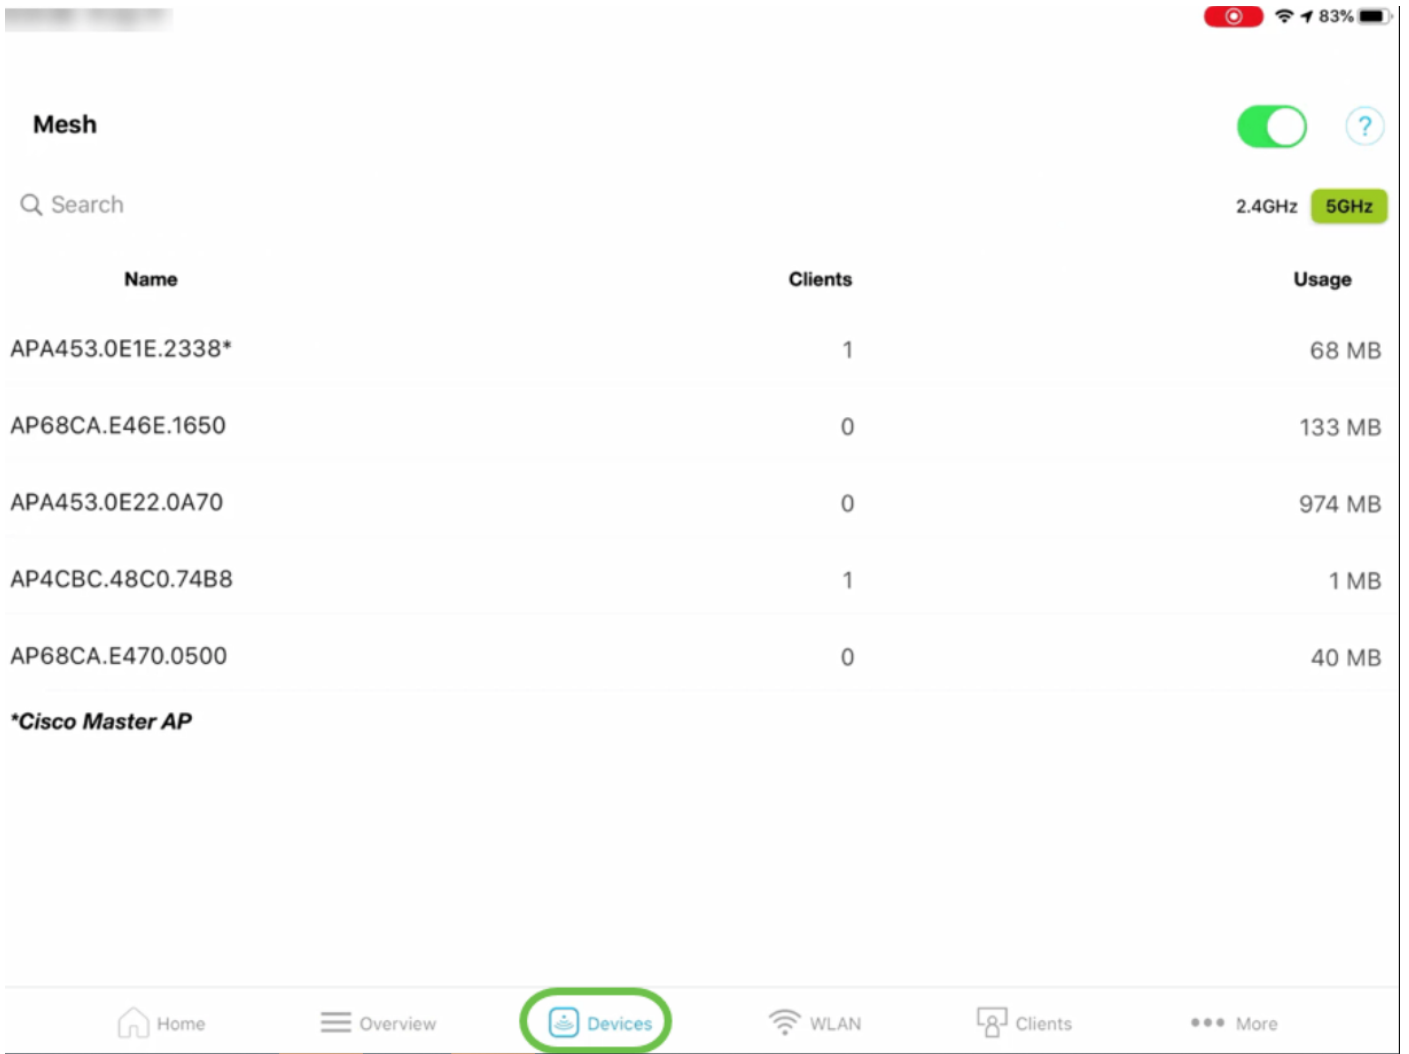 83%
Mesh
?
Search
2.4GHz 5GHz
Name Clients Usage
APA453.0E1E.2338* 1 68 MB
AP68CA.E46E.1650 0 133 MB
APA453.0E22.0A70 0 974 MB
AP4CBC.48C0.74B8 1 1 MB
AP68CA.E470.0500 0 40 MB
*Cisco Master AP
Home Overview Devices WLAN Clients More